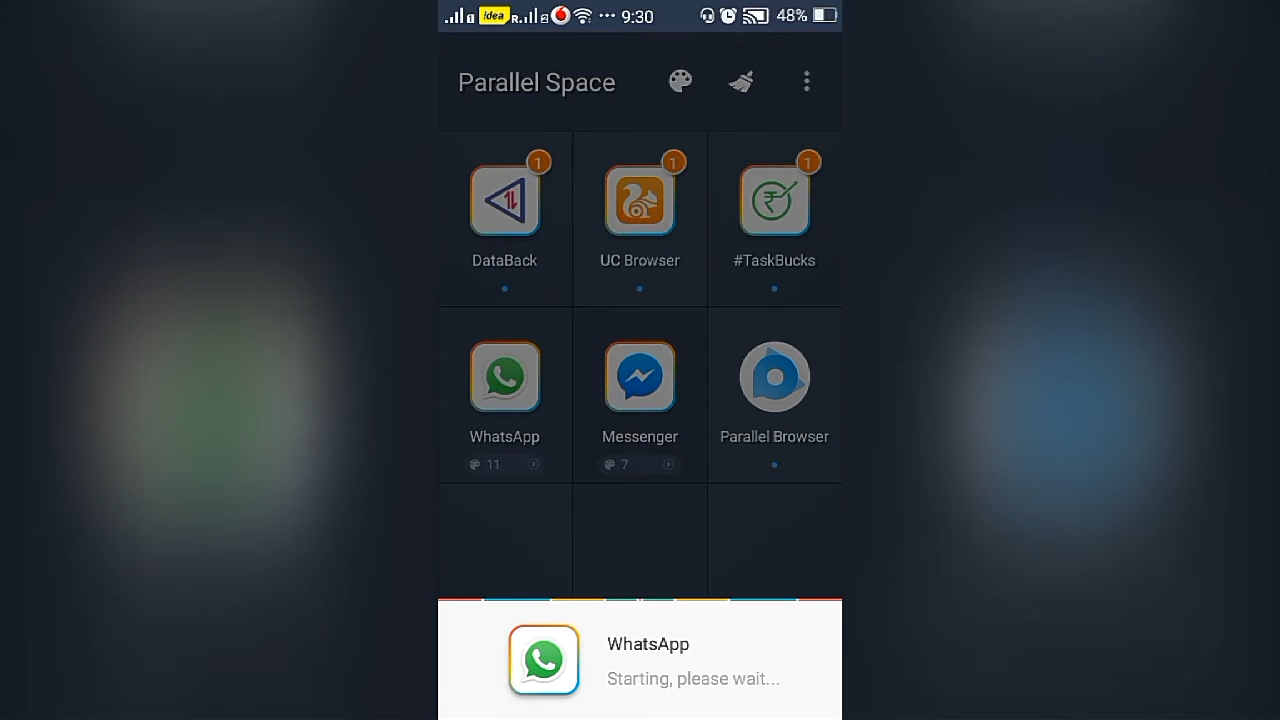 idea R 2 9:30 48%
Parallel Space
1 1 1
DataBack UC Browser #TaskBucks
WhatsApp Messenger Parallel Browser
11 7
WhatsApp
Starting, please wait...